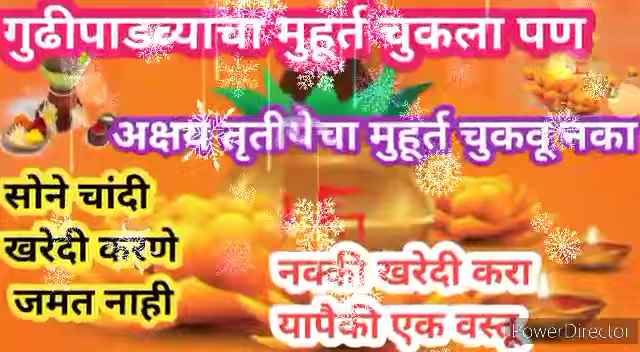 गुढीपाडव्याचा मुहूर्त चुकला पण
अक्षय तृतीयेचा मुहूर्त चुकवू नका
सोने चांदी
खरेदी करणे
जमत नाही
नक्की खरेदी करा
यापैकी एक वस्तू
PowerDirector